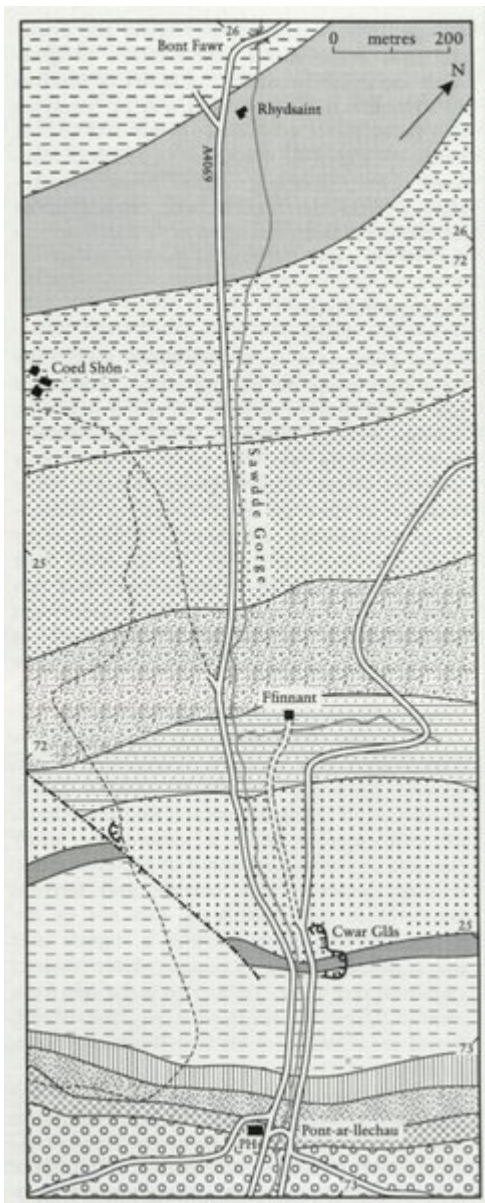 26
Bont Fawr
0 metres 200
N
Rhydsaint
A4069
26
72
Coed Shôn
Sawdde Gorge
25
Ffinnant
72
25
Cwar Glâs
73
Pont-ar-llechau
PH
73